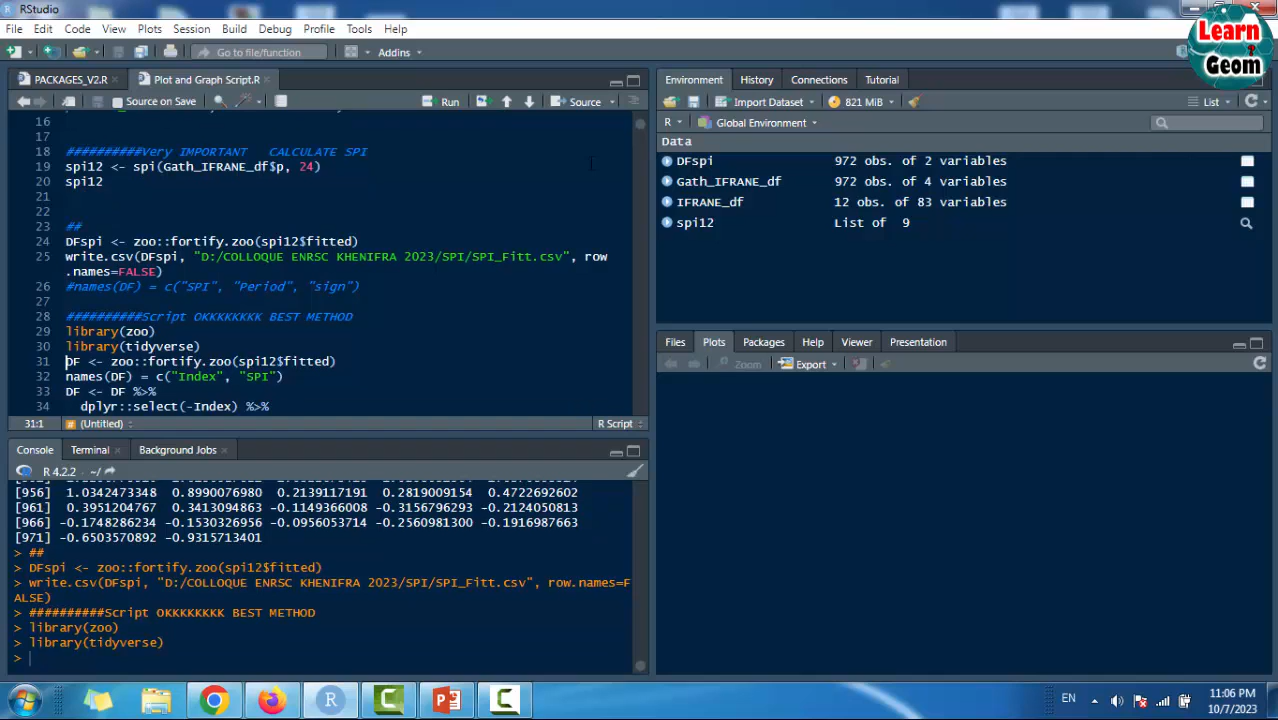 RStudio
Learn
Geom
File Edit Code View Plots Session Build Debug Profile Tools Help
Go to file/function Addins
PACKAGES_V2.R Plot and Graph Script.R
Source on Save Run Source
16
17
18 ##########Very IMPORTANT   CALCULATE SPI
19 spi12 <- spi(Gath_IFRANE_df$p, 24)
20 spi12
21
22
23 ##
24 DFspi <- zoo::fortify.zoo(spi12$fitted)
25 write.csv(DFspi, "D:/COLLOQUE ENRSC KHENIFRA 2023/SPI/SPI_Fitt.csv", row
.names=FALSE)
26 #names(DF) = c("SPI", "Period", "sign")
27
28 ##########Script OKKKKKKKK BEST METHOD
29 library(zoo)
30 library(tidyverse)
31 DF <- zoo::fortify.zoo(spi12$fitted)
32 names(DF) = c("Index", "SPI")
33 DF <- DF %>%
34   dplyr::select(-Index) %>%
31:1 # (Untitled) R Script
Console Terminal Background Jobs
R 4.2.2 · ~/
[956]  1.0342473348  0.8990076980  0.2139117191  0.2819009154  0.4722692602
[961]  0.3951204767  0.3413094863 -0.1149366008 -0.3156796293 -0.2124050813
[966] -0.1748286234 -0.1530326956 -0.0956053714 -0.2560981300 -0.1916987663
[971] -0.6503570892 -0.9315713401
> ##
> DFspi <- zoo::fortify.zoo(spi12$fitted)
> write.csv(DFspi, "D:/COLLOQUE ENRSC KHENIFRA 2023/SPI/SPI_Fitt.csv", row.names=F
ALSE)
> ##########Script OKKKKKKKK BEST METHOD
> library(zoo)
> library(tidyverse)
>
Environment History Connections Tutorial
Import Dataset 821 MiB List
R Global Environment
Data
DFspi 972 obs. of 2 variables
Gath_IFRANE_df 972 obs. of 4 variables
IFRANE_df 12 obs. of 83 variables
spi12 List of  9
Files Plots Packages Help Viewer Presentation
Zoom Export
EN
11:06 PM
10/7/2023